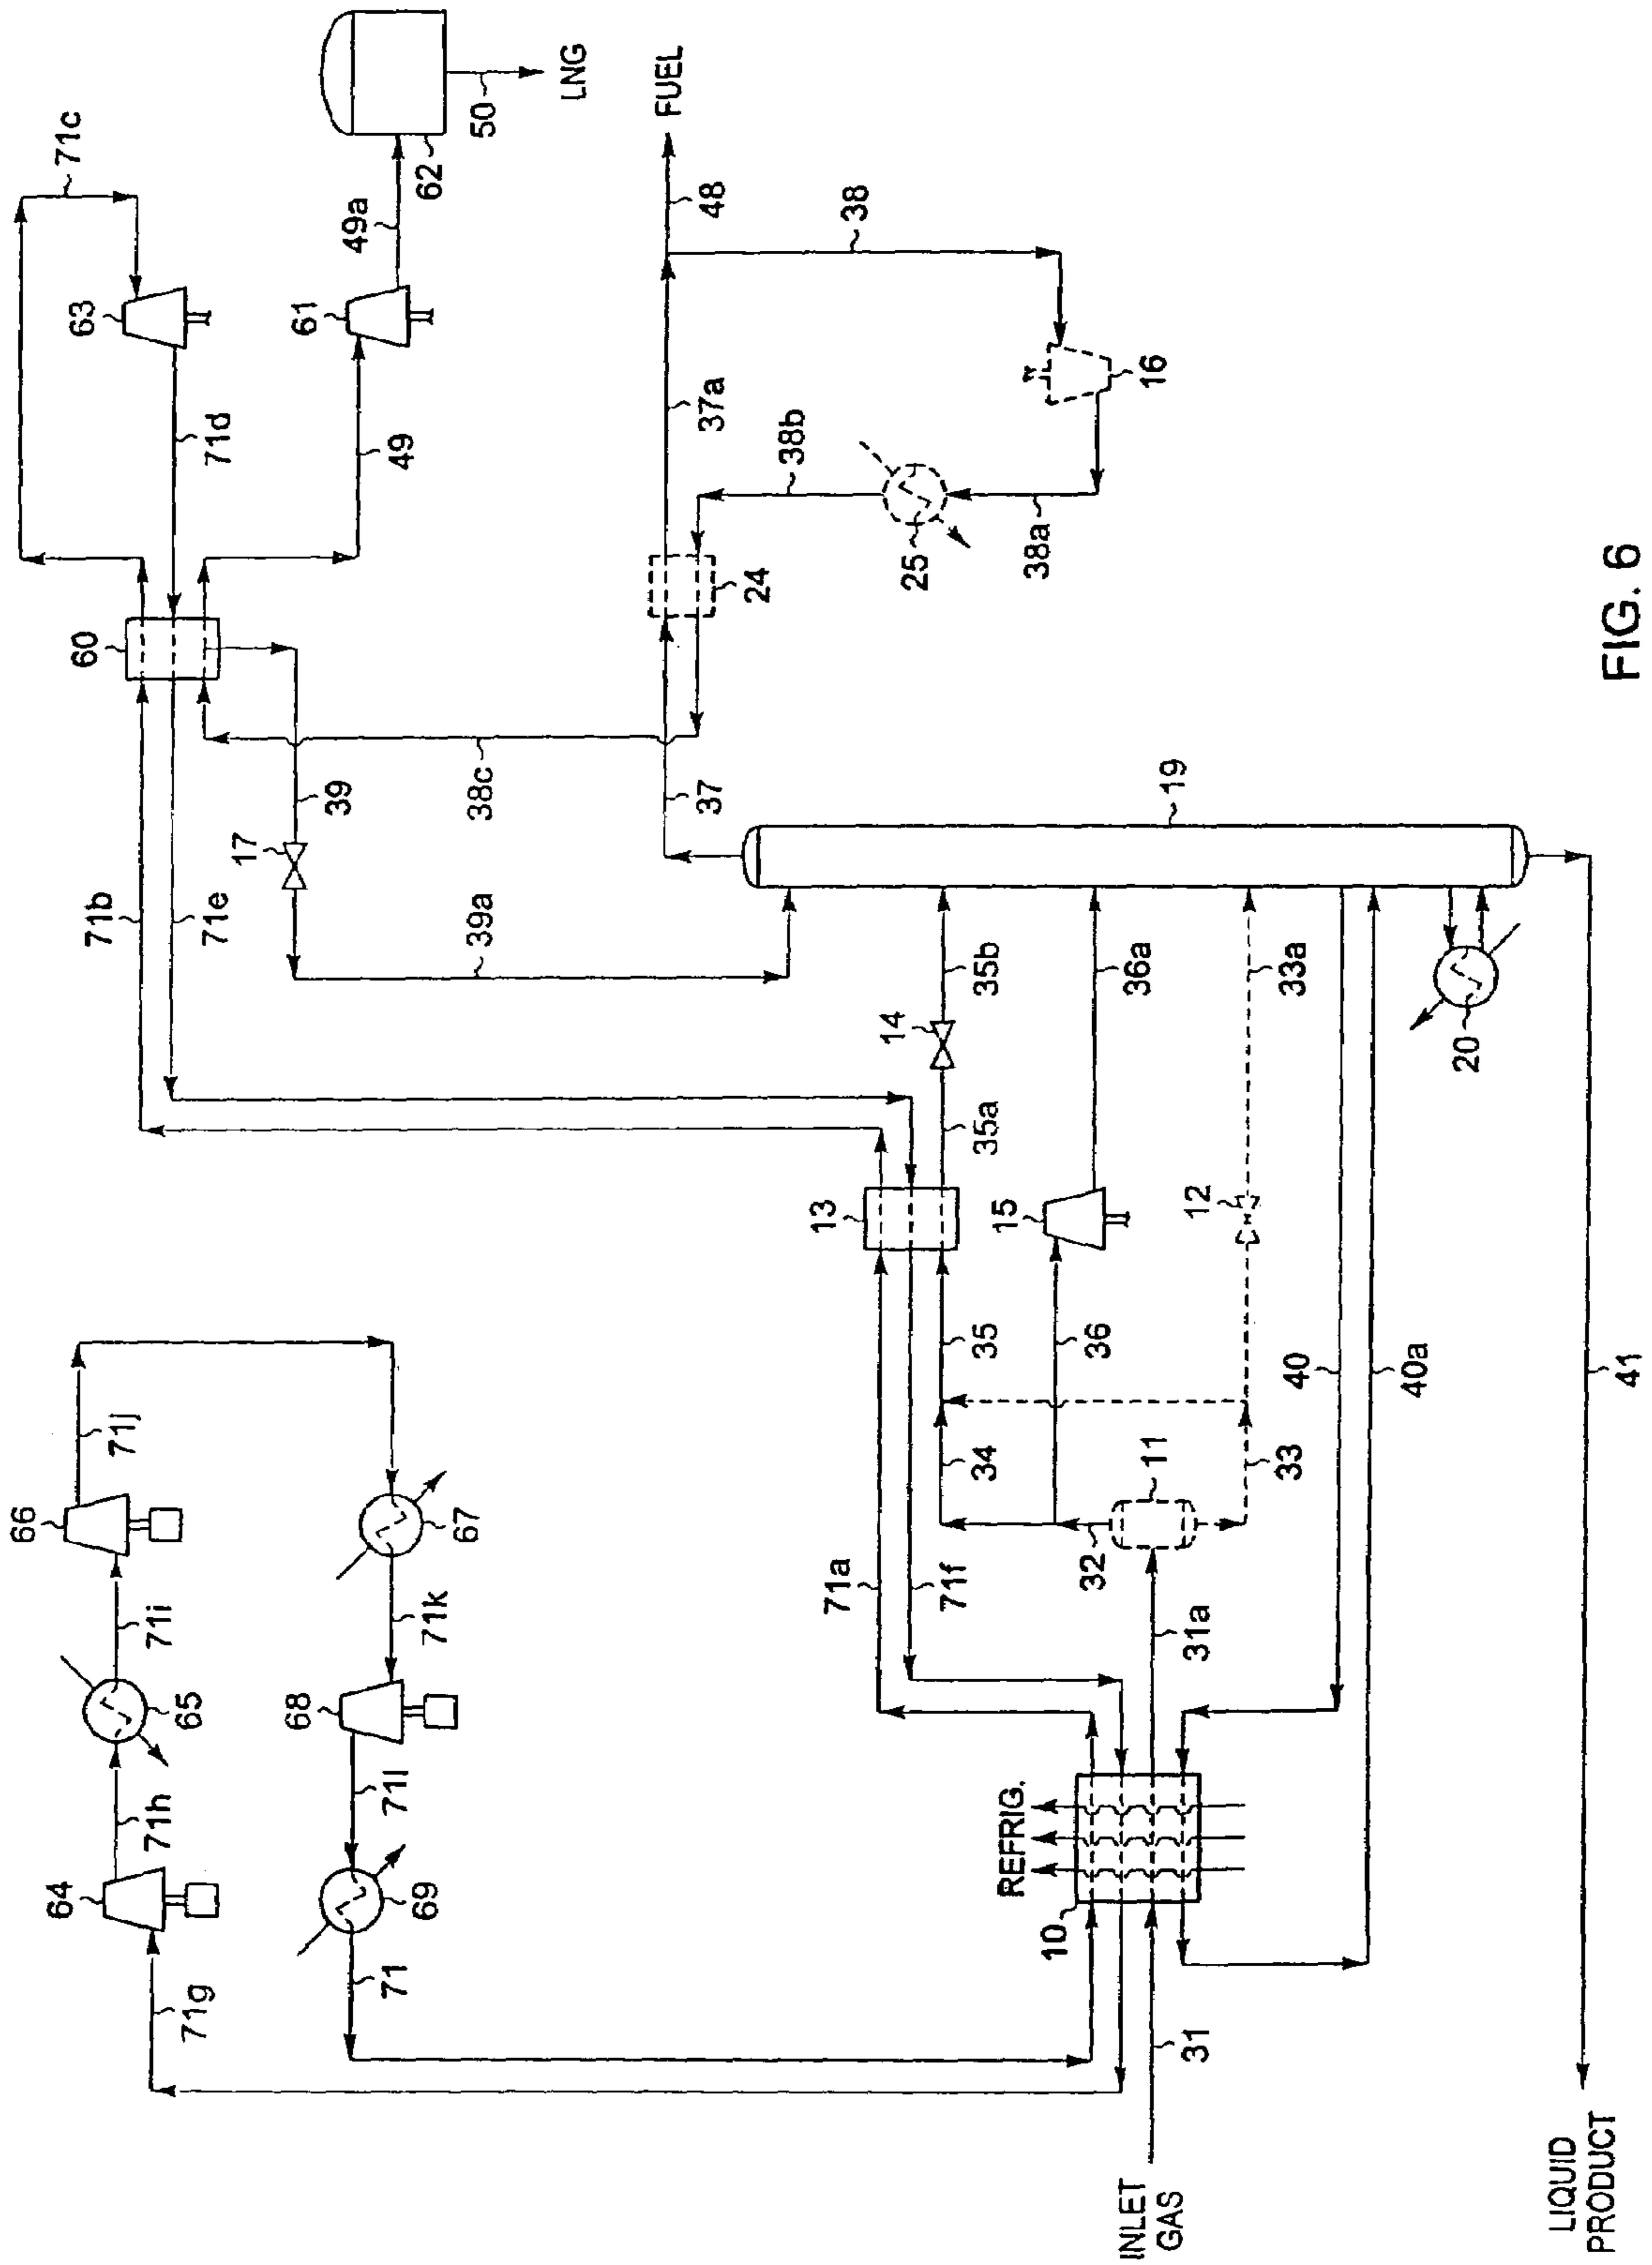 66
64
60
63
71c
71b
71j
71h
71i
65
71g
71e
71d
17
68
61
39
49a
71
71l
49
69
62
71k
67
38c
39a
50
LNG
FUEL
37
37a
48
24
38b
13
71a
38
14
25
71f
34
35
35a
35b
15
REFRIG.
38a
10
32
36
36a
INLET
GAS
11
16
19
31
31a
12
33
33a
40
40a
20
LIQUID
PRODUCT
41
FIG. 6